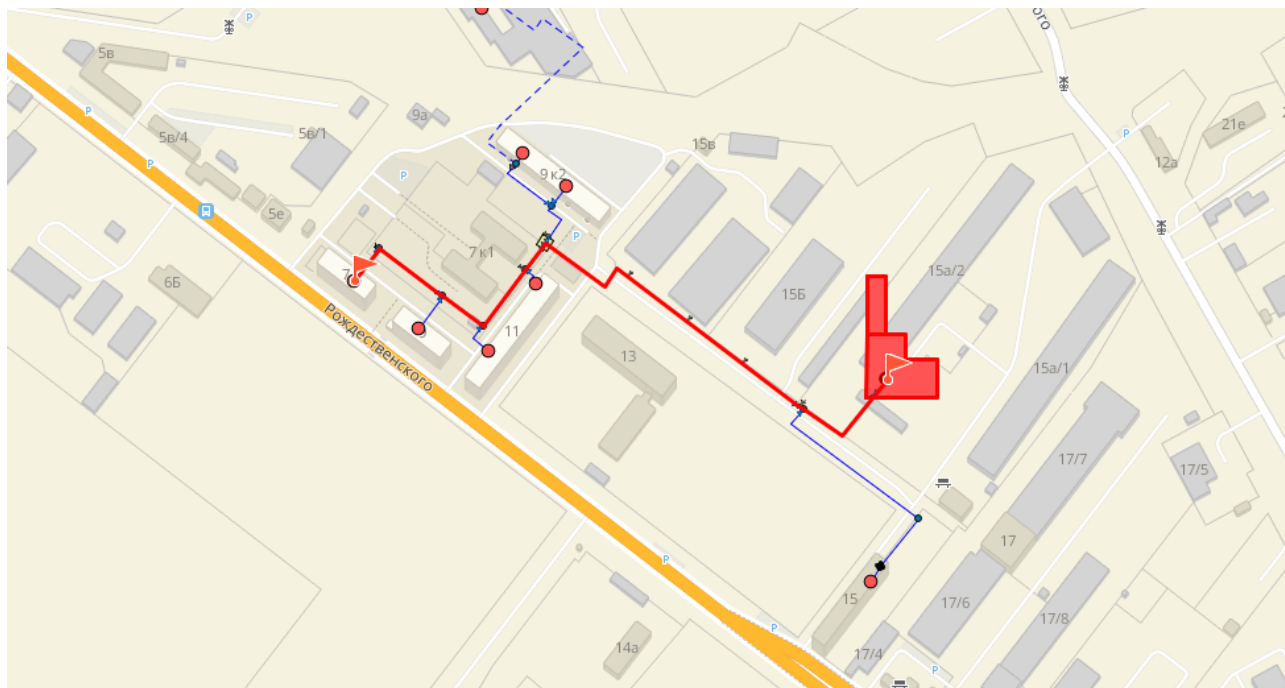 ого
Р
5в
Р
5в/4
5в/1
9а
15в
21е
12а
Р
Р
Р
9 к2
5е
7 к1
Р
15а/2
6Б
15Б
Рождественского
11
13
15а/1
17/7
17/5
17
15
17/6
17/8
14а
17/4
Р
Р
Р